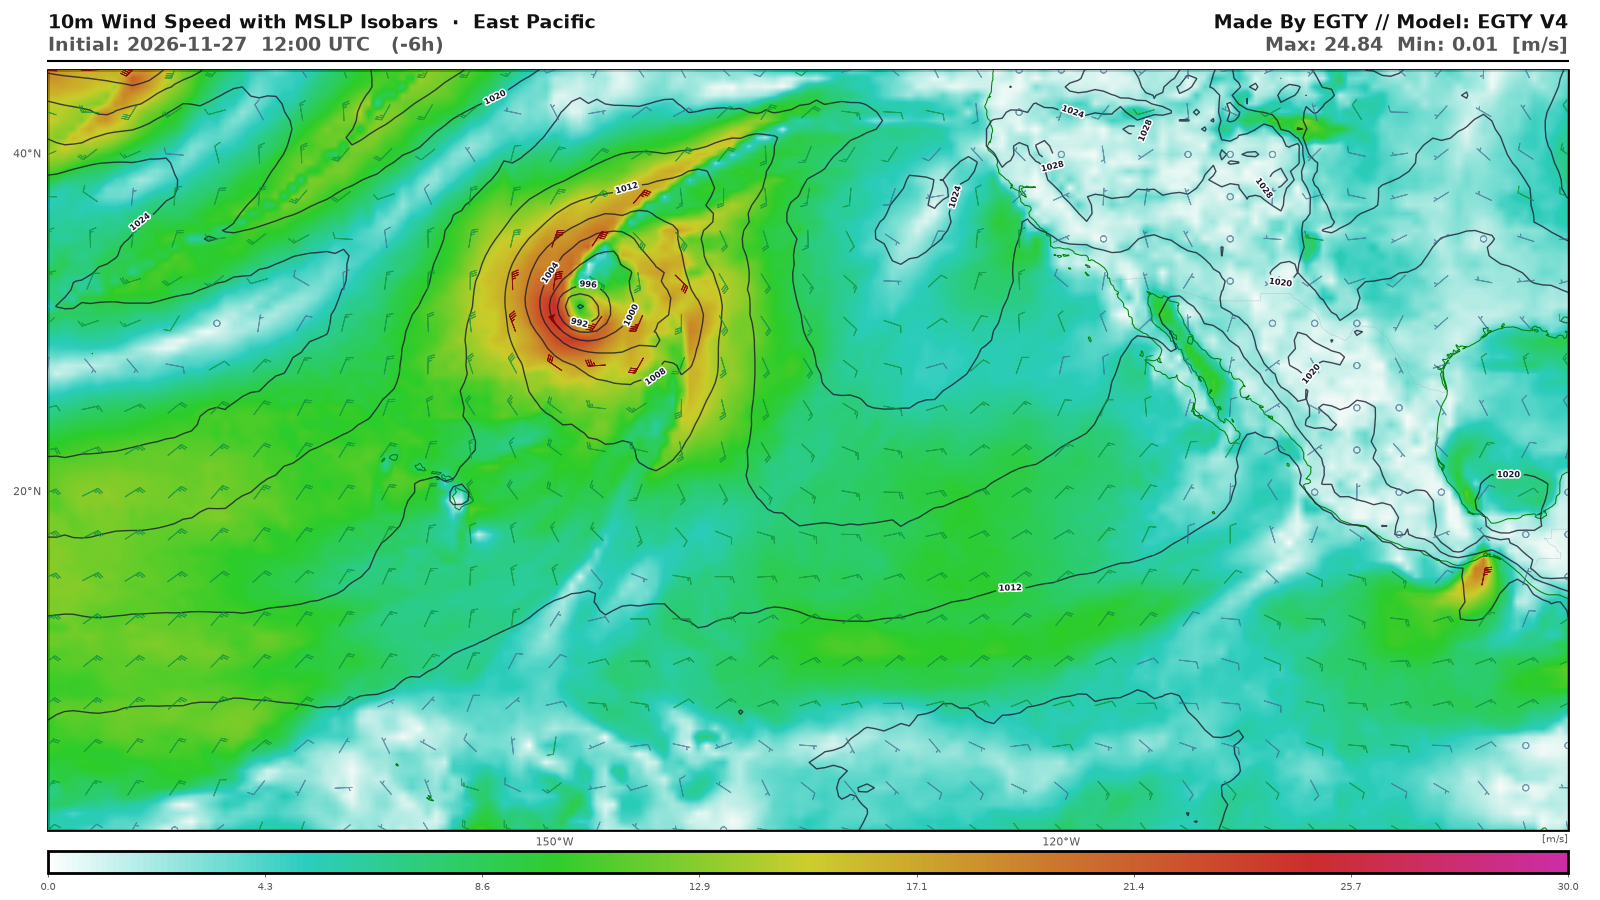 10m Wind Speed with MSLP Isobars · East Pacific
Made By EGTY // Model: EGTY V4
Initial: 2026-11-27 12:00 UTC (-6h)
Max: 24.84 Min: 0.01 [m/s]
1020
1024
1028
40°N
1028
1012
1028
1024
1024
1004
996
1020
1000
992
1020
1008
1020
20°N
1012
150°W
120°W
[m/s]
0.0
4.3
8.6
12.9
17.1
21.4
25.7
30.0